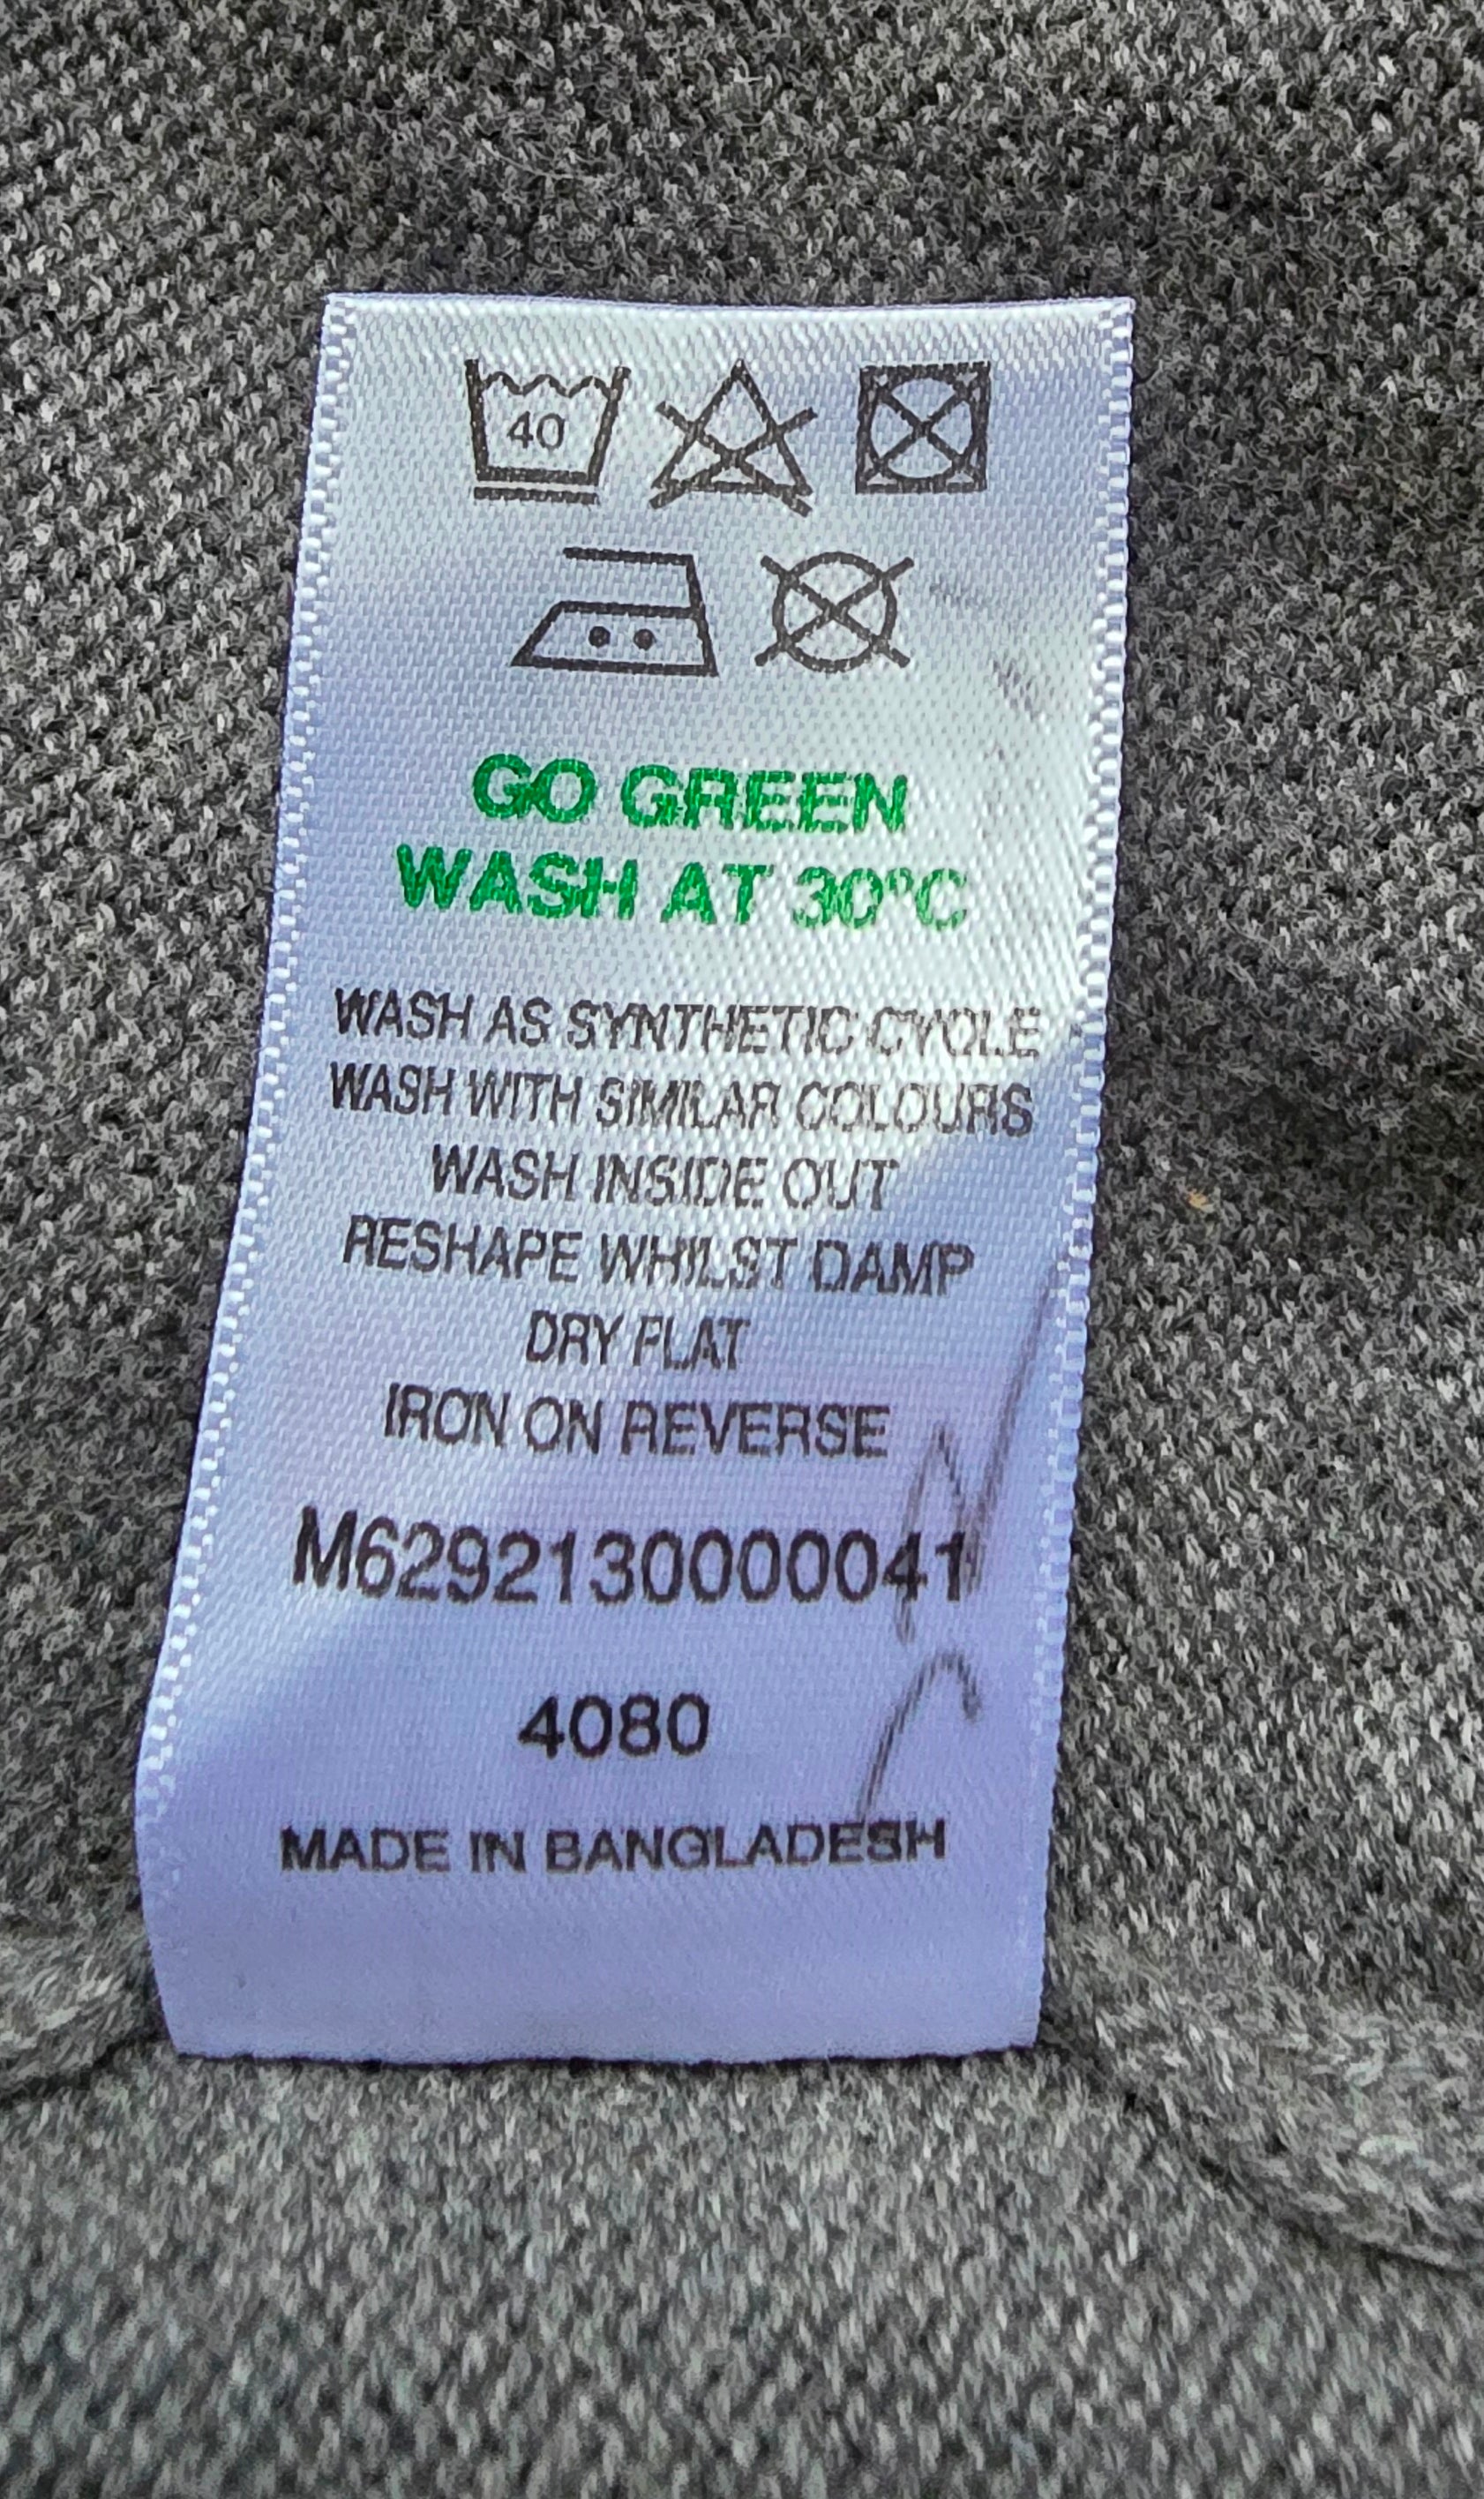 40
GO GREEN
WASH AT 30°C
WASH AS SYNTHETIC CYCLE
WASH WITH SIMILAR COLOURS
WASH INSIDE OUT
RESHAPE WHILST DAMP
DRY FLAT
IRON ON REVERSE
M6292130000041
4080
MADE IN BANGLADESH